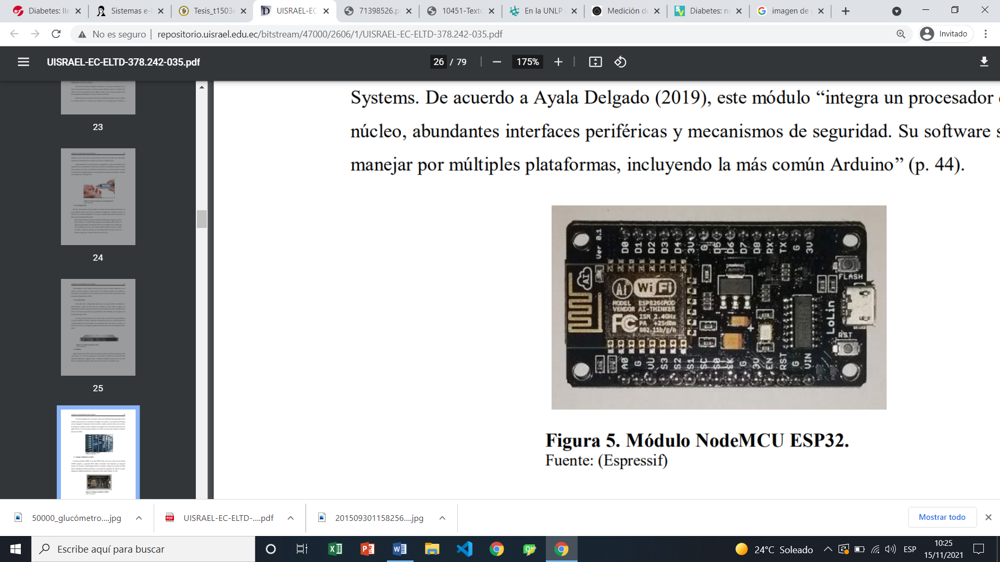 Diabetes: lle
Sistemas e-
Tesis_t1503
UISRAEL-EC
71398526.p
10451-Texto
En la UNLP
Medición de
Diabetes: nu
imagen de g
No es seguro
repositorio.uisrael.edu.ec/bitstream/47000/2606/1/UISRAEL-EC-ELTD-378.242-035.pdf
Invitado
UISRAEL-EC-ELTD-378.242-035.pdf
26 / 79
175%
23
24
25
Systems. De acuerdo a Ayala Delgado (2019), este módulo “integra un procesador
núcleo, abundantes interfaces periféricas y mecanismos de seguridad. Su software s
manejar por múltiples plataformas, incluyendo la más común Arduino” (p. 44).
Ver 0.1
D0 D1 D2 D3 D4 3V G D5 D6 D7 D8 RX TX G 3V
FLASH
AI
AI WiFi
MODEL ESP8266MOD
VENDOR AI-THINKER
FC ISM 2.4GHz
PA +25dBm
802.11b/g/n
LoLin
RST
A0 G VU S3 S2 S1 SC S0 SK G 3V EN RST G VIN
Figura 5. Módulo NodeMCU ESP32.
Fuente: (Espressif)
50000_glucómetro....jpg
PDF
UISRAEL-EC-ELTD-....pdf
201509301158256....jpg
Mostrar todo
Escribe aquí para buscar
24°C Soleado
ESP
10:25
15/11/2021